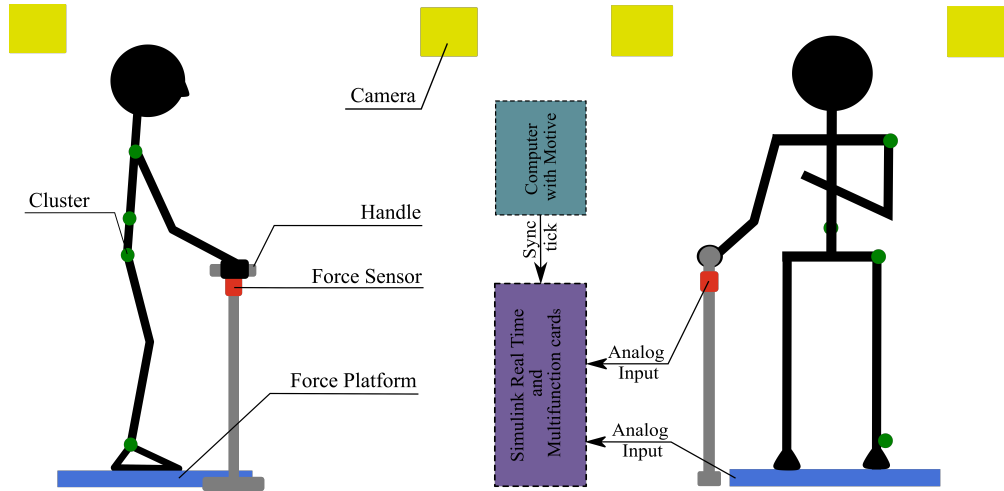 Camera
Cluster
Handle
Force Sensor
Force Platform
Computer
with Motive
Sync
tick
Simulink Real Time
and
Multifunction cards
Analog
Input
Analog
Input